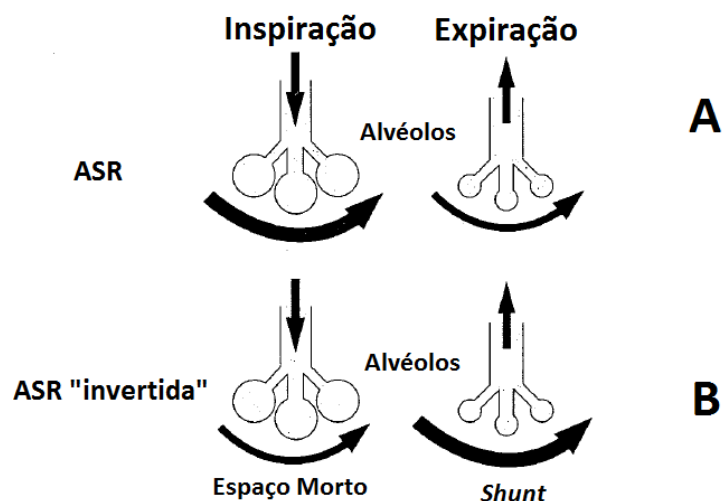 Inspiração Expiração
A
Alvéolos
ASR
Alvéolos
ASR "invertida"
B
Espaço Morto Shunt